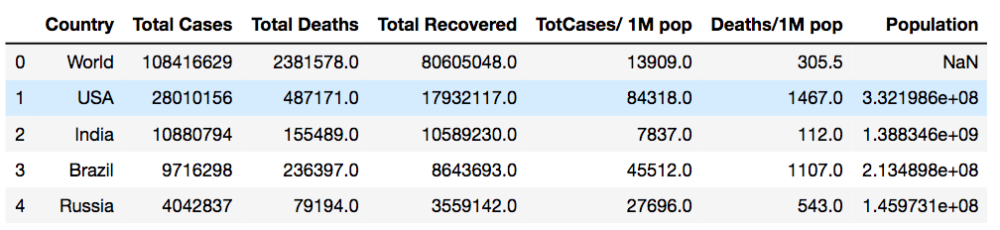 Country Total Cases Total Deaths Total Recovered TotCases/ 1M pop Deaths/1M pop Population
0 World 108416629 2381578.0 80605048.0 13909.0 305.5 NaN
1 USA 28010156 487171.0 17932117.0 84318.0 1467.0 3.321986e+08
2 India 10880794 155489.0 10589230.0 7837.0 112.0 1.388346e+09
3 Brazil 9716298 236397.0 8643693.0 45512.0 1107.0 2.134898e+08
4 Russia 4042837 79194.0 3559142.0 27696.0 543.0 1.459731e+08